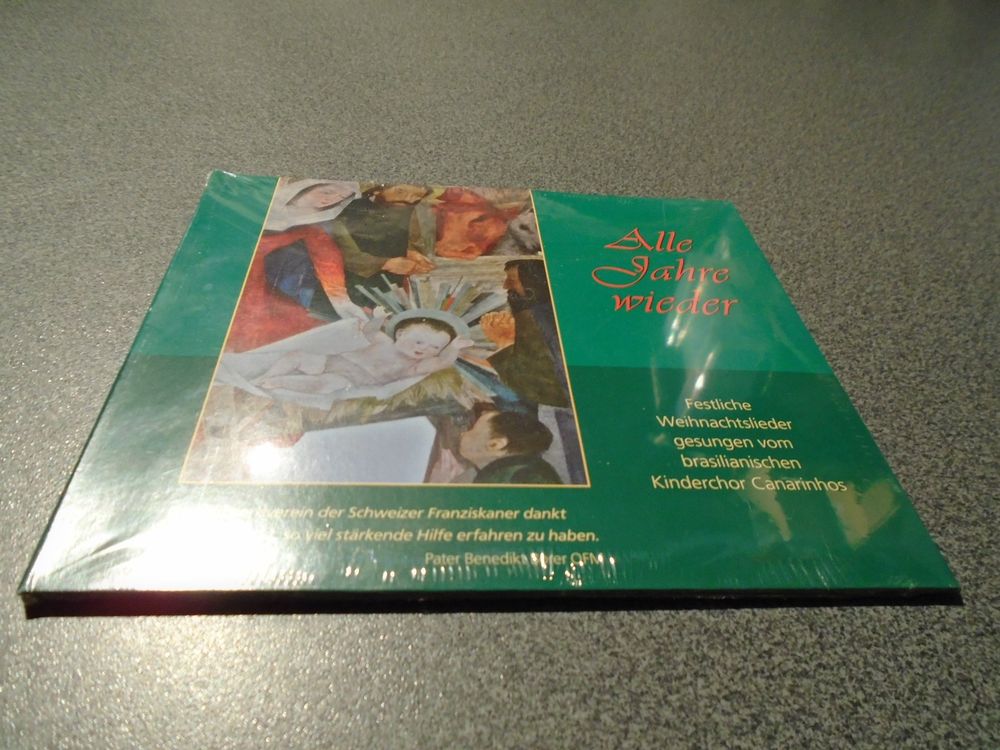 Alle
Jahre
wieder
Festliche
Weihnachtslieder
gesungen vom
brasilianischen
Kinderchor Canarinhos
der Schweizer Franziskaner dankt
so viel stärkende Hilfe erfahren zu haben.
Pater Benedikt OFM